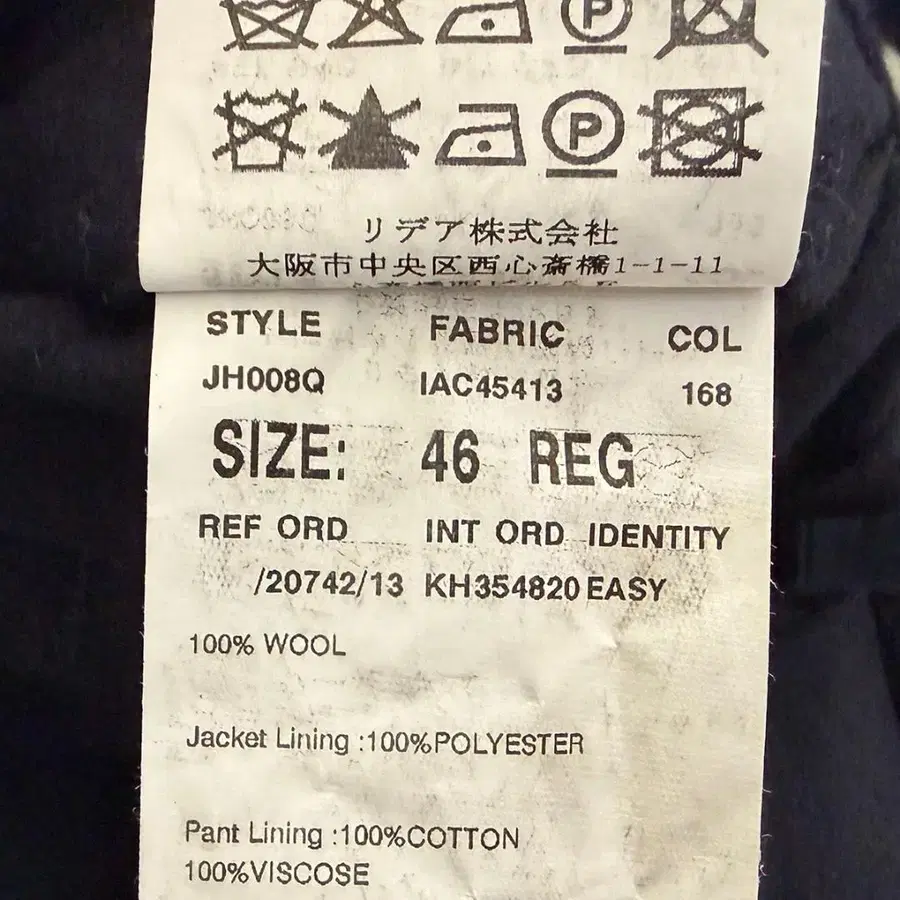 リデア株式会社
大阪市中央区西心斎橋1-1-11
STYLE FABRIC COL
JH008Q IAC45413 168
SIZE: 46 REG
REF ORD INT ORD IDENTITY
/20742/13 KH354820 EASY
100% WOOL
Jacket Lining :100%POLYESTER
Pant Lining :100%COTTON
100%VISCOSE